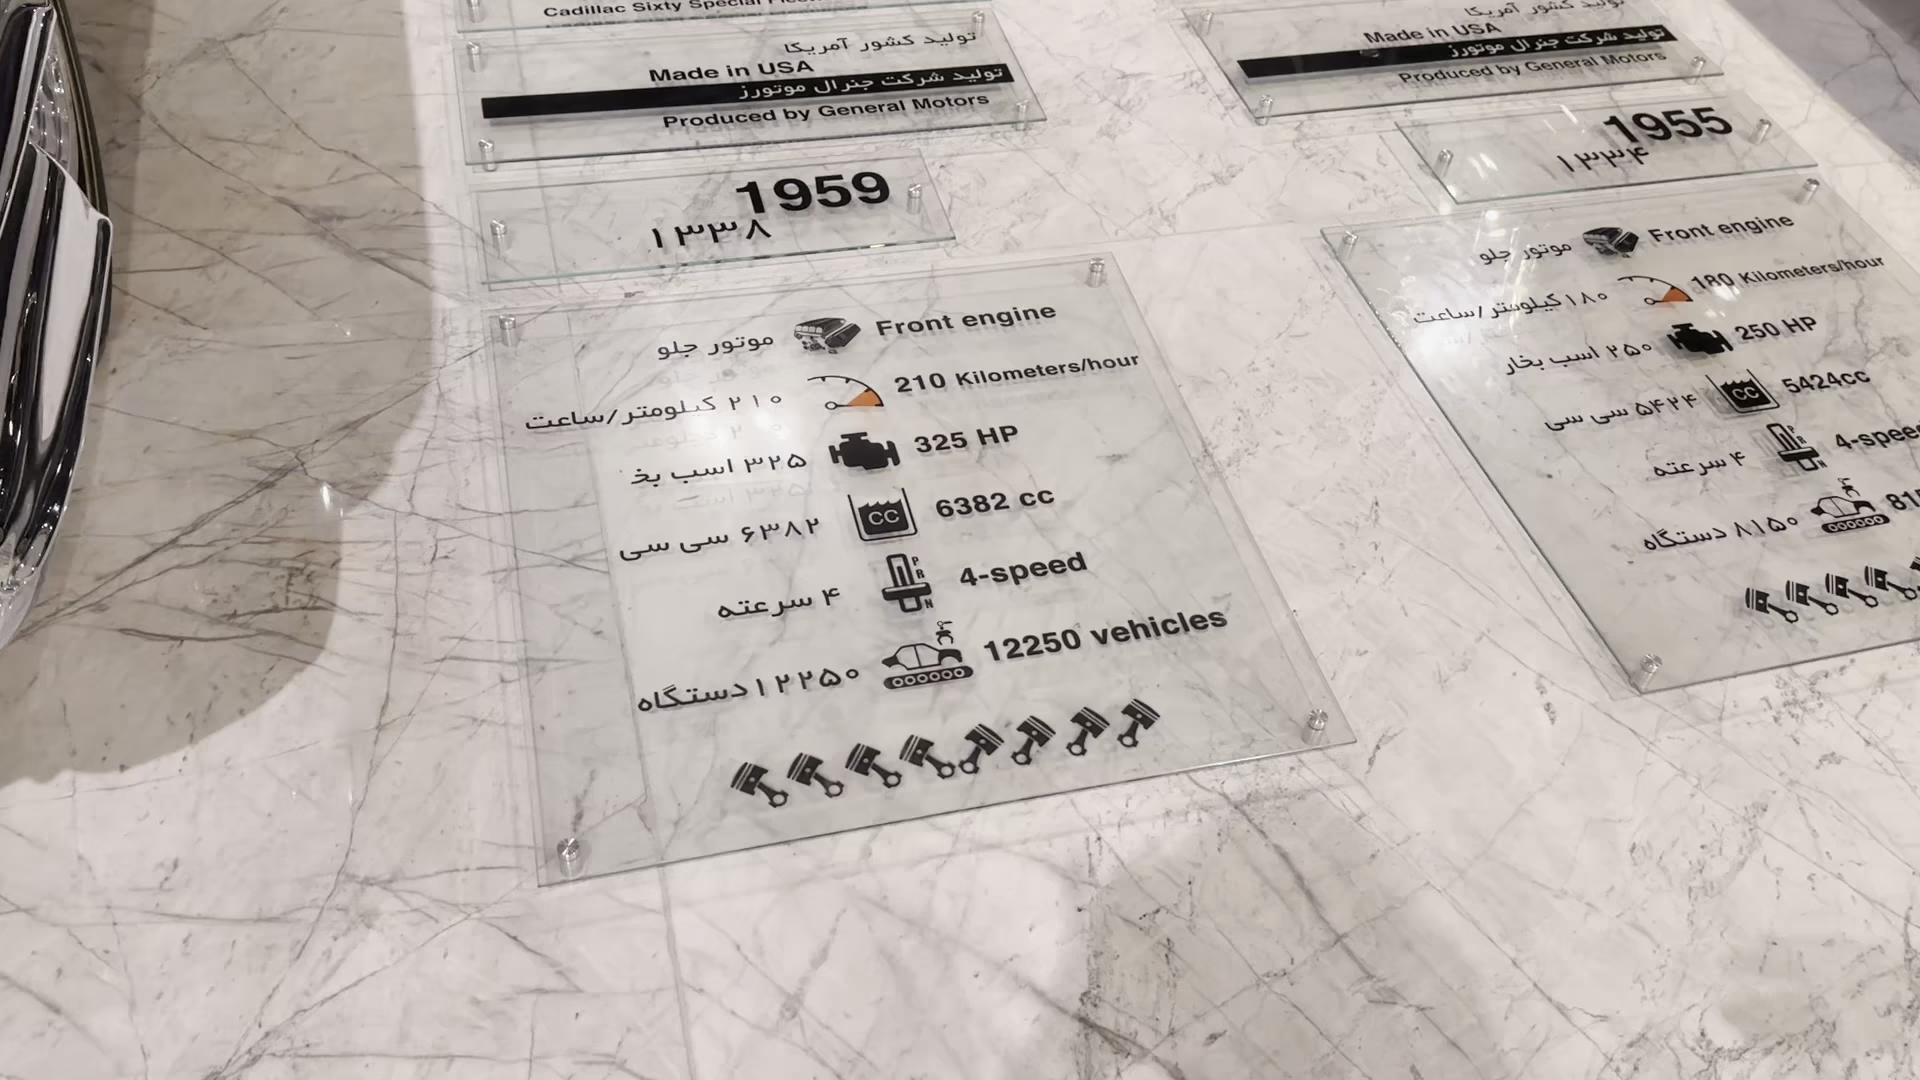 Cadillac Sixty Special
تولید کشور آمریکا
Made in USA
تولید شرکت جنرال موتورز
Produced by General Motors
1959
۱۳۳۸
موتور جلو Front engine
۲۱۰ کیلومتر/ساعت 210 Kilometers/hour
۳۲۵ اسب بخ 325 HP
۶۳۸۲ سی سی CC 6382 cc
۴ سرعته P R N 4-speed
۱۲۲۵۰ دستگاه 12250 vehicles
تولید کشور آمریکا
Made in USA
تولید شرکت جنرال موتورز
Produced by General Motors
1955
۱۳۳۴
موتور جلو Front engine
۱۸۰ کیلومتر/ساعت 180 Kilometers/hour
۲۵۰ اسب بخار 250 HP
۵۴۲۴ سی سی CC 5424cc
۴ سرعته P R N
۸۱۵۰ دستگاه